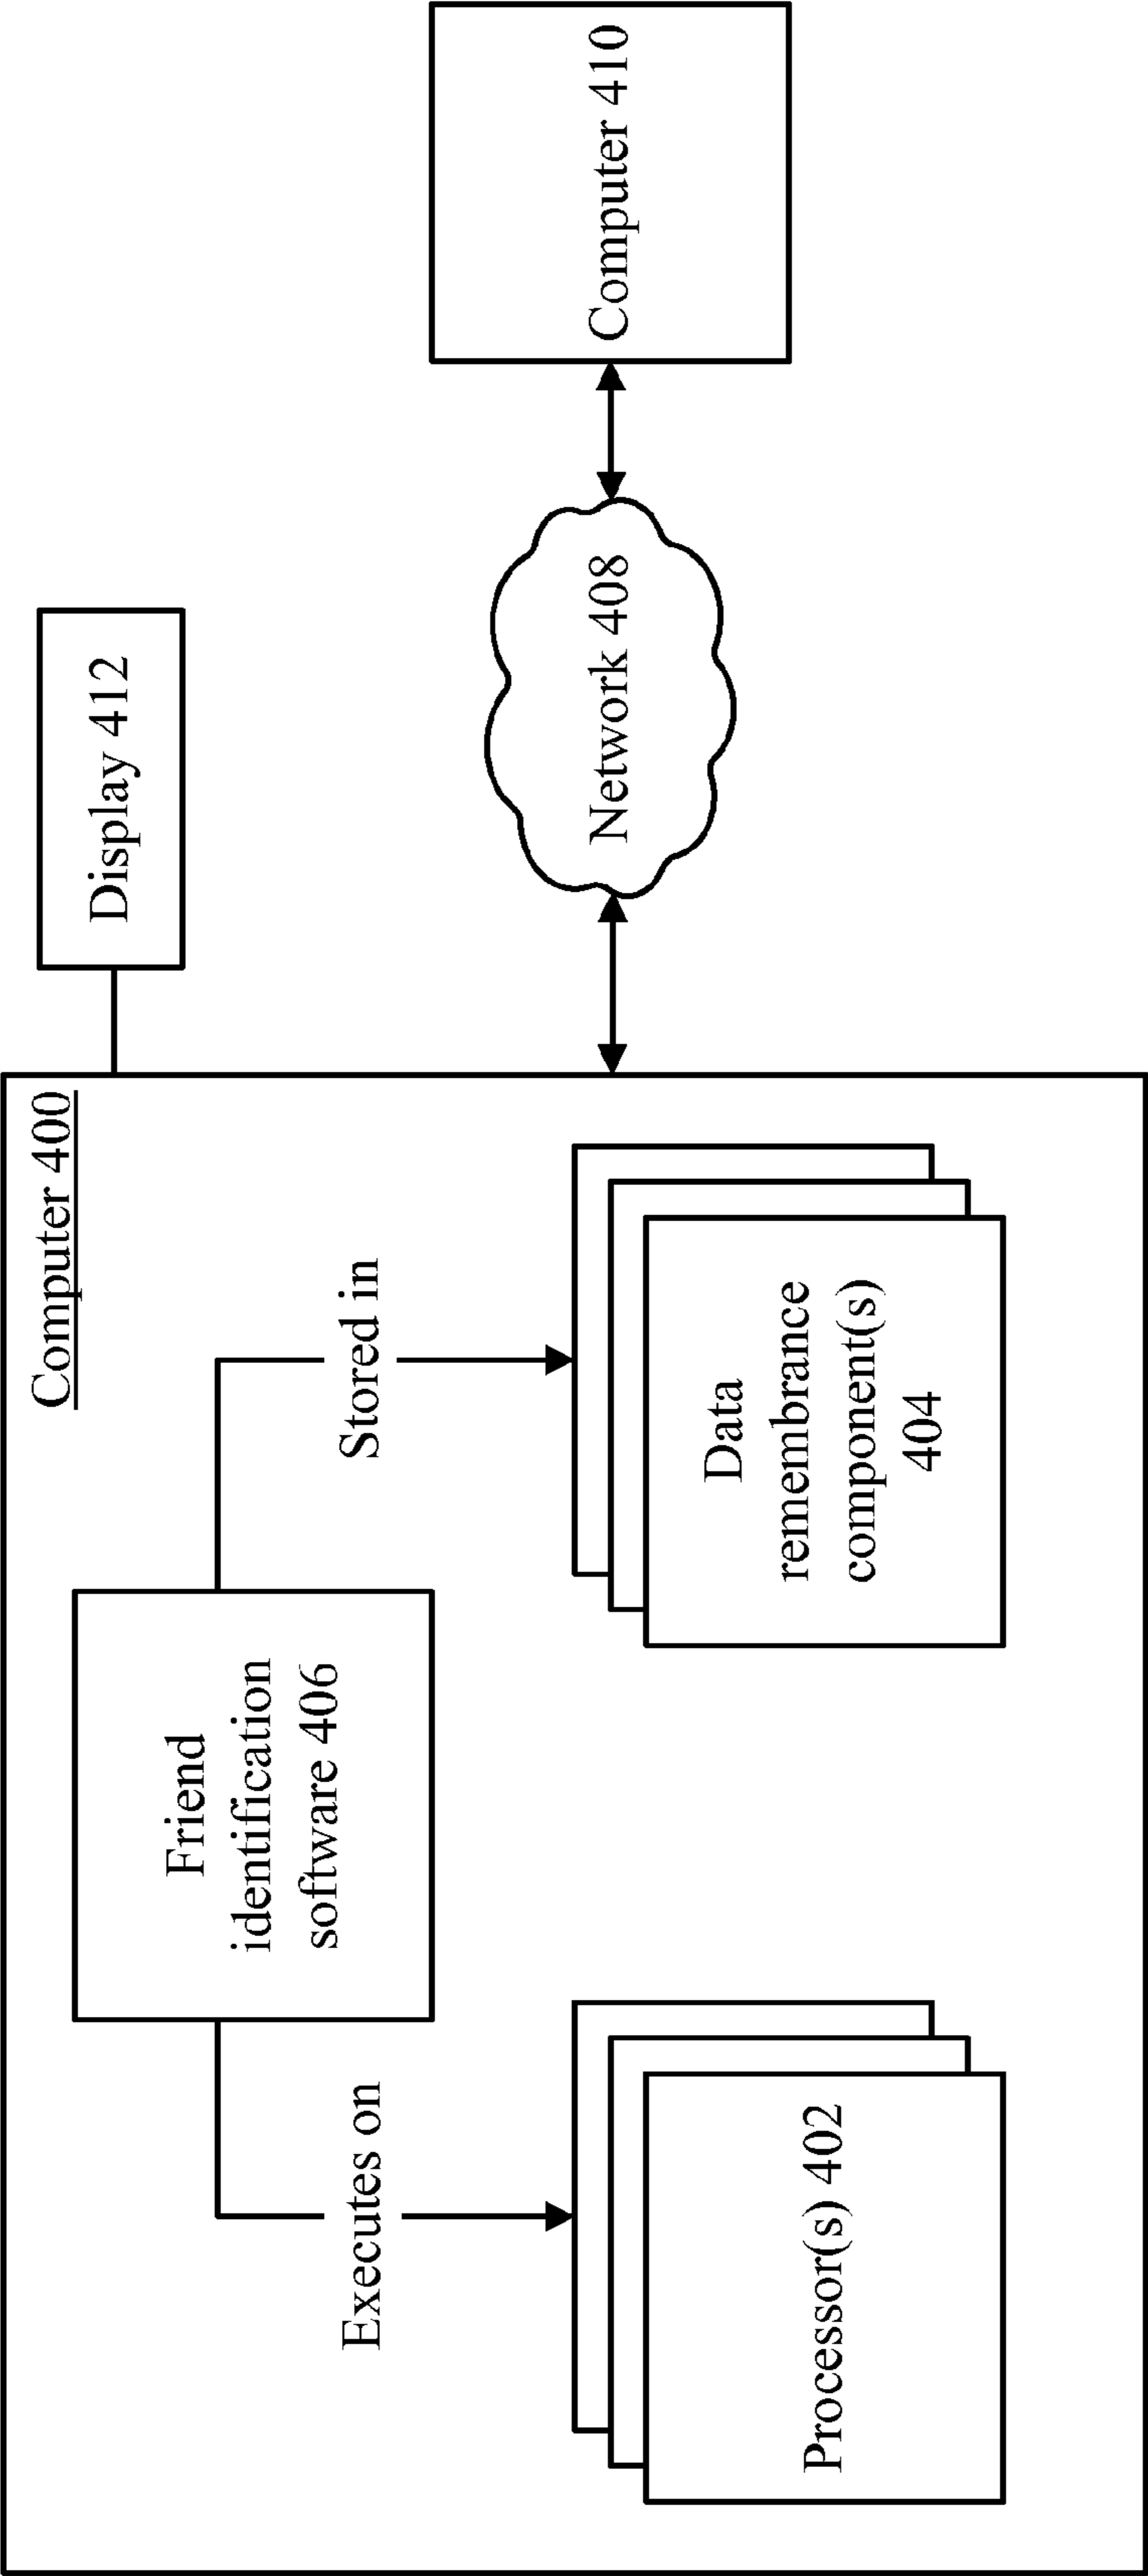 Computer 400
Friend
identification
software 406
Executes on
Stored in
Processor(s) 402
Data
remembrance
component(s)
404
Display 412
Network 408
Computer 410